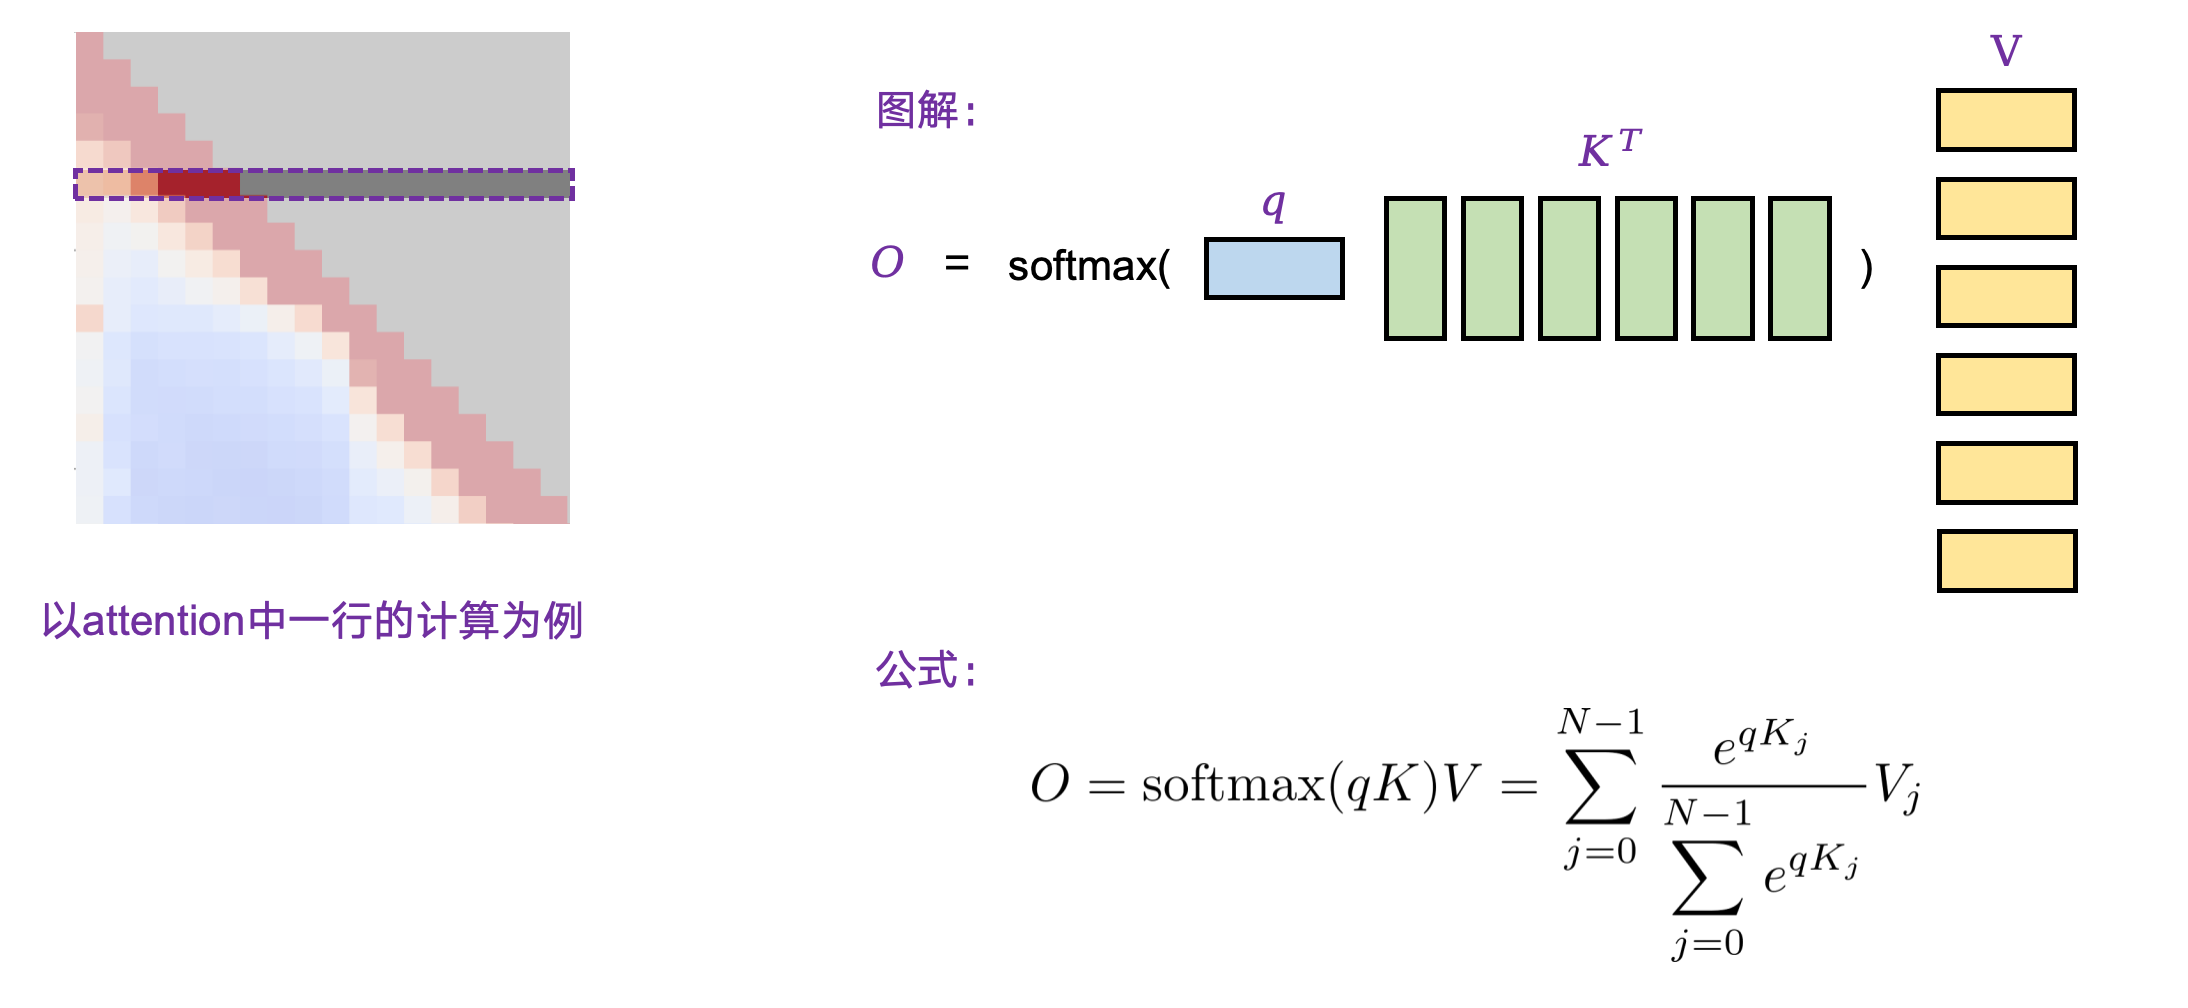 V
图解:
K^T
q
O = softmax( )
以attention中一行的计算为例
公式:
O = softmax(qK)V = \sum_{j=0}^{N-1} \frac{e^{qK_j}}{\sum_{j=0}^{N-1} e^{qK_j}} V_j